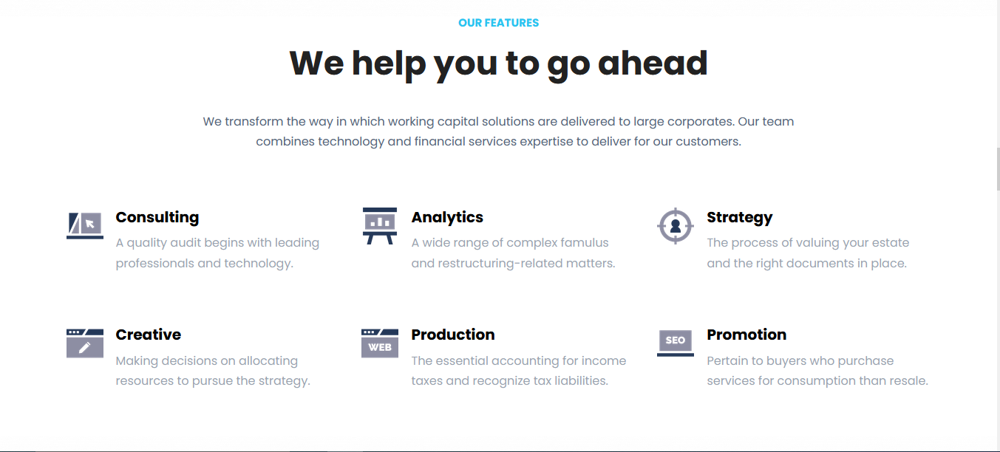 OUR FEATURES
We help you to go ahead
We transform the way in which working capital solutions are delivered to large corporates. Our team
combines technology and financial services expertise to deliver for our customers.
Consulting
A quality audit begins with leading
professionals and technology.
Analytics
A wide range of complex famulus
and restructuring-related matters.
Strategy
The process of valuing your estate
and the right documents in place.
Creative
Making decisions on allocating
resources to pursue the strategy.
WEB
Production
The essential accounting for income
taxes and recognize tax liabilities.
SEO
Promotion
Pertain to buyers who purchase
services for consumption than resale.